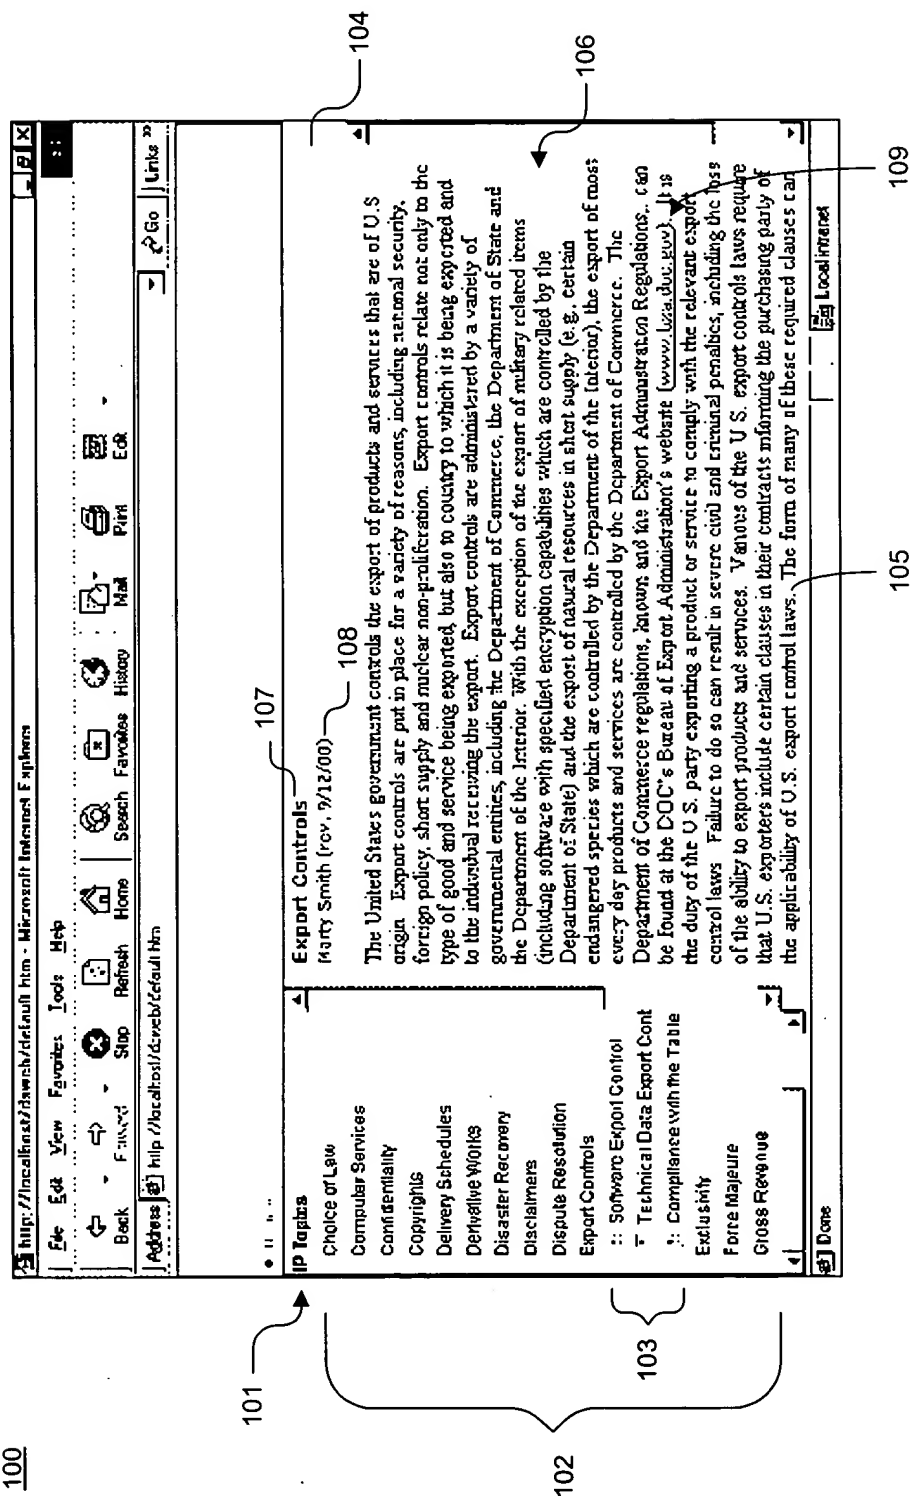 100
http://localhost/daweb/default.htm - Microsoft Internet Explorer
File Edit View Favorites Tools Help
Back Stop Refresh Home Search Favorites History Mail Print Edit
Address http://localhost/daweb/default.htm Go Links »
101
102
103
104
105
106
107
108
109
IP Topics
Choice of Law
Computer Services
Confidentiality
Copyrights
Delivery Schedules
Derivative Works
Disaster Recovery
Disclaimers
Dispute Resolution
Export Controls
Software Export Control
Technical Data Export Cont
Compliance with the Table
Exclusivity
Force Majeure
Gross Revenue
Export Controls
Marty Smith (rev. 9/12/00)
The United States government controls the export of products and services that are of U.S
origin. Export controls are put in place for a variety of reasons, including national security,
foreign policy, short supply and nuclear non-proliferation. Export controls relate not only to the
type of good and service being exported, but also to country to which it is being exported and
to the individual receiving the export. Export controls are administered by a variety of
governmental entities, including the Department of Commerce, the Department of State and
the Department of the Interior. With the exception of the export of military related items
(including software with specified encryption capabilities which are controlled by the
Department of State) and the export of natural resources in short supply (e.g. certain
endangered species which are controlled by the Department of the Interior), the export of most
every day products and services are controlled by the Department of Commerce. The
Department of Commerce regulations, known and the Export Administration Regulations, can
be found at the DOC's Bureau of Export Administration's website (www.bxa.doc.gov). It is
the duty of the U.S. party exporting a product or service to comply with the relevant export
control laws. Failure to do so can result in severe civil and criminal penalties, including the loss
of the ability to export products and services. Various of the U.S. export controls laws require
that U.S. exporters include certain clauses in their contracts informing the purchasing party of
the applicability of U.S. export control laws. The form of many of these required clauses can
Done Local intranet